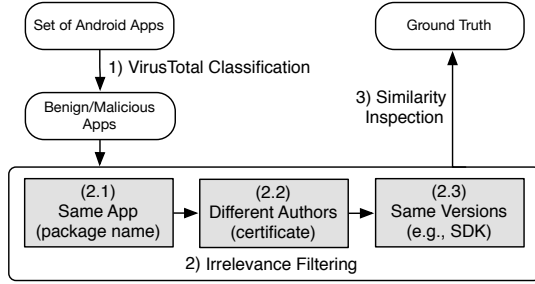 Set of Android Apps
Ground Truth
1) VirusTotal Classification
Benign/Malicious
Apps
3) Similarity
Inspection
(2.1)
Same App
(package name)
(2.2)
Different Authors
(certificate)
(2.3)
Same Versions
(e.g., SDK)
2) Irrelevance Filtering